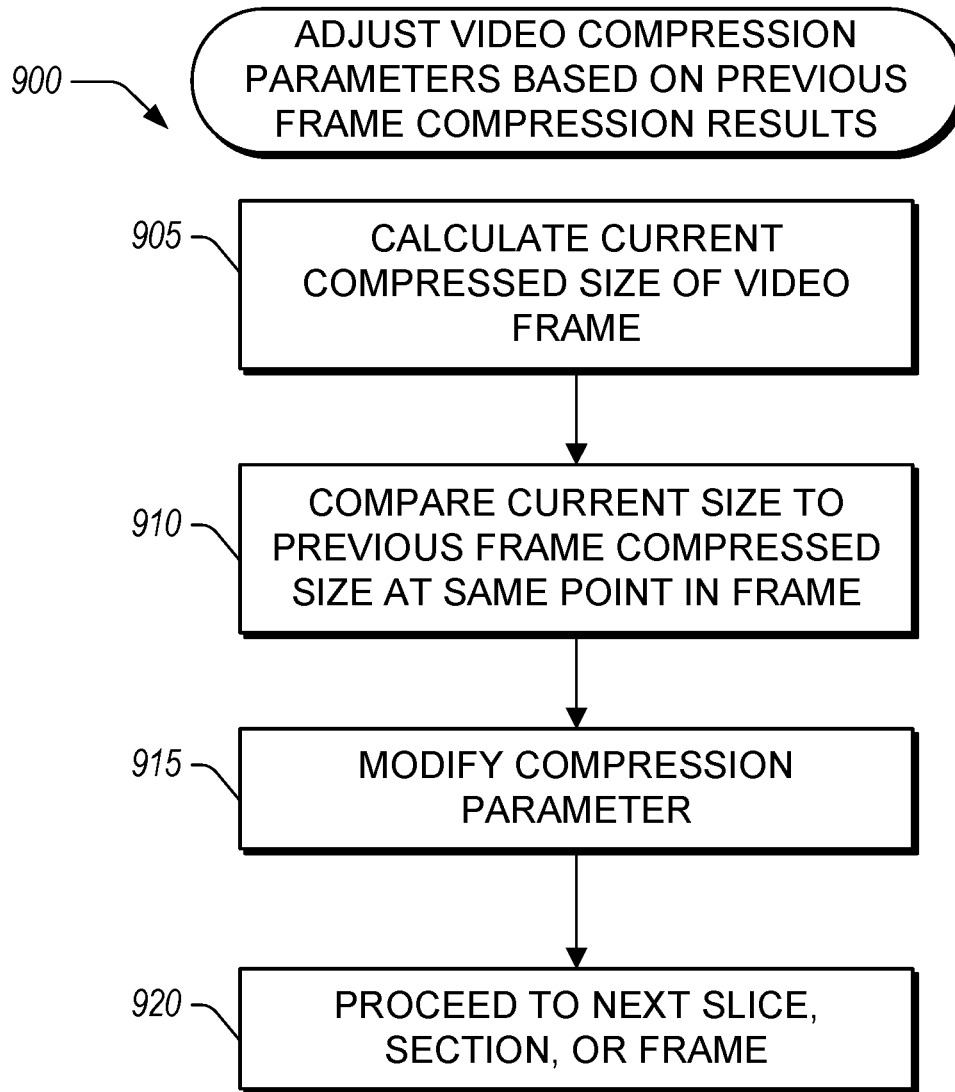 900
ADJUST VIDEO COMPRESSION
PARAMETERS BASED ON PREVIOUS
FRAME COMPRESSION RESULTS
905
CALCULATE CURRENT
COMPRESSED SIZE OF VIDEO
FRAME
910
COMPARE CURRENT SIZE TO
PREVIOUS FRAME COMPRESSED
SIZE AT SAME POINT IN FRAME
915
MODIFY COMPRESSION
PARAMETER
920
PROCEED TO NEXT SLICE,
SECTION, OR FRAME